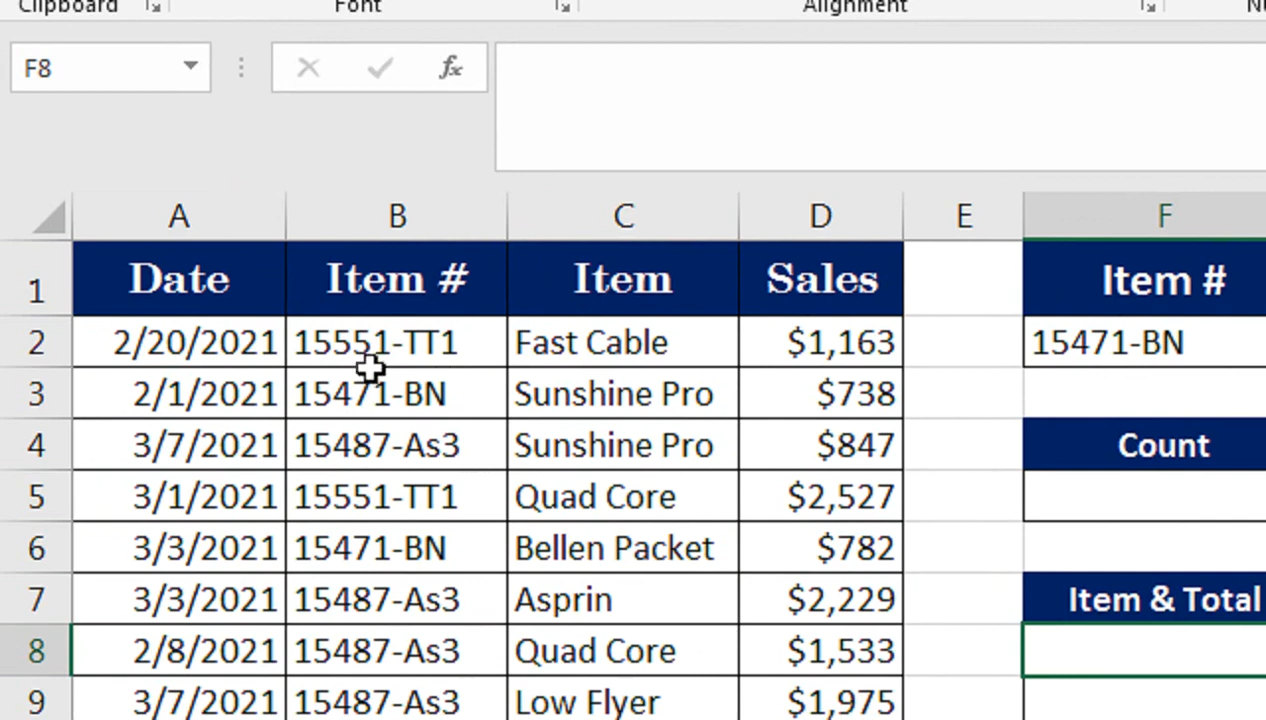 Clipboard Font Alignment
F8 fx
A B C D E F
1 Date Item # Item Sales Item #
2 2/20/2021 15551-TT1 Fast Cable $1,163 15471-BN
3 2/1/2021 15471-BN Sunshine Pro $738
4 3/7/2021 15487-As3 Sunshine Pro $847 Count
5 3/1/2021 15551-TT1 Quad Core $2,527
6 3/3/2021 15471-BN Bellen Packet $782
7 3/3/2021 15487-As3 Asprin $2,229 Item & Total
8 2/8/2021 15487-As3 Quad Core $1,533
9 3/7/2021 15487-As3 Low Flyer $1,975